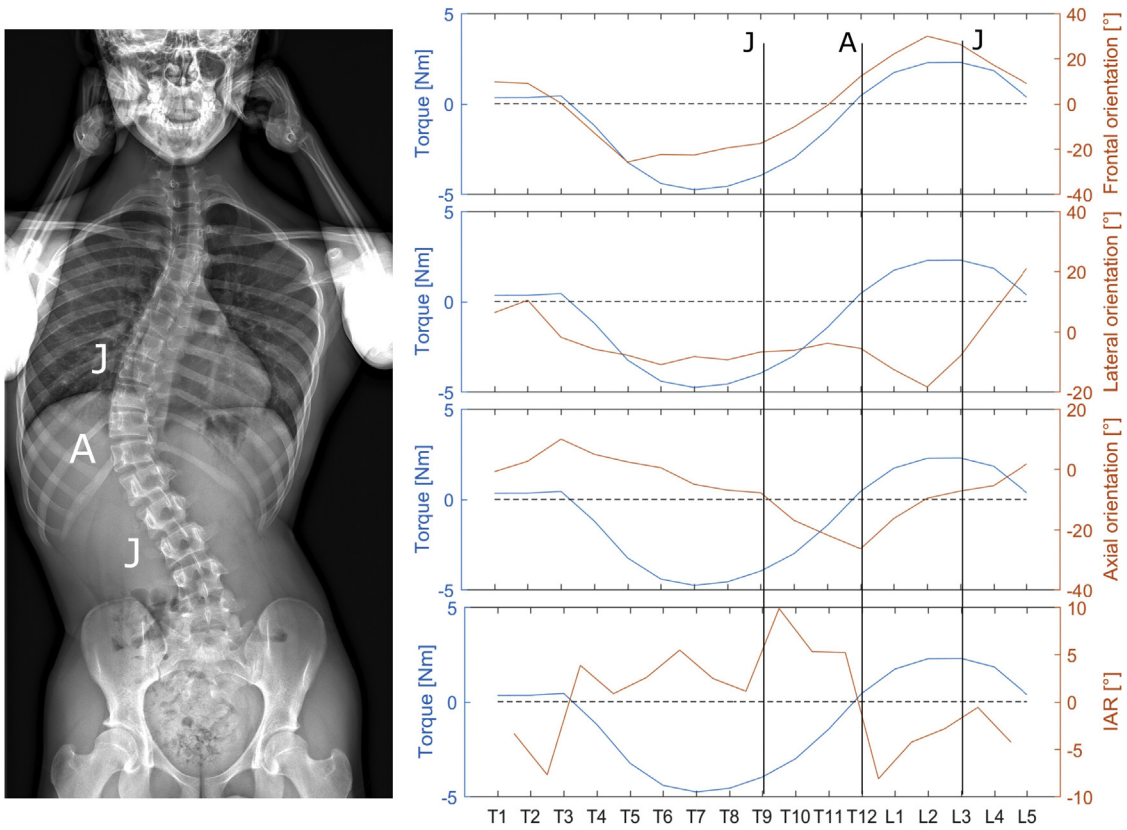 J
A
J
J A J
5
0
-5
Torque [Nm]
40
20
0
-20
-40
Frontal orientation [°]
5
0
-5
Torque [Nm]
40
20
0
-20
Lateral orientation [°]
5
0
-5
Torque [Nm]
20
0
-20
-40
Axial orientation [°]
5
0
-5
Torque [Nm]
10
5
0
-5
-10
IAR [°]
T1 T2 T3 T4 T5 T6 T7 T8 T9 T10 T11 T12 L1 L2 L3 L4 L5